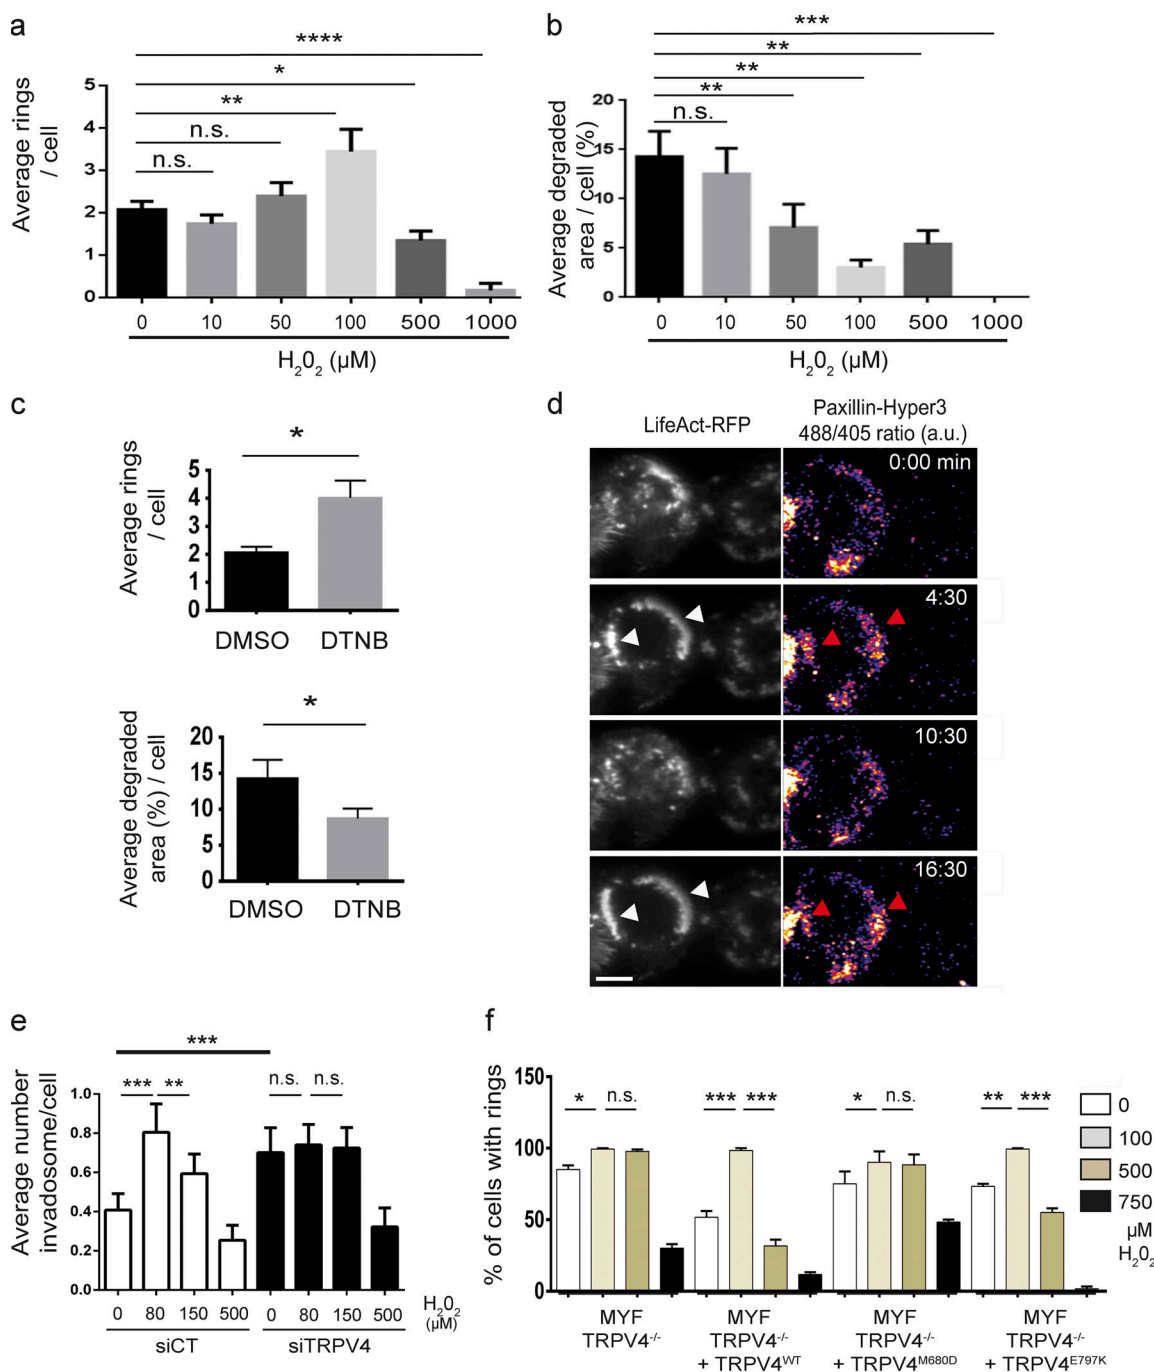 a
****
*
**
n.s.
n.s.
Average rings
/ cell
5
4
3
2
1
0
0 10 50 100 500 1000
H₂0₂ (µM)
b
***
**
**
**
n.s.
Average degraded
area / cell (%)
20
15
10
5
0
0 10 50 100 500 1000
H₂0₂ (µM)
c
*
Average rings
/ cell
5
4
3
2
1
0
DMSO DTNB
*
Average degraded
area (%) / cell
20
15
10
5
0
DMSO DTNB
d
LifeAct-RFP
Paxillin-Hyper3
488/405 ratio (a.u.)
0:00 min
4:30
10:30
16:30
e
***
*** ** n.s. n.s.
Average number
invadosome/cell
1.0
0.8
0.6
0.4
0.2
0.0
0 80 150 500 0 80 150 500 H₂0₂
(µM)
siCT siTRPV4
f
% of cells with rings
150
100
50
0
* n.s. *** *** * n.s. ** ***
0
100
500
750
µM
H₂0₂
MYF MYF MYF MYF
TRPV4⁻/⁻ TRPV4⁻/⁻ TRPV4⁻/⁻ TRPV4⁻/⁻
+ TRPV4ᵂᵀ + TRPV4ᴹ⁶⁸⁰ᴰ + TRPV4ᴱ⁷⁹⁷ᴷ